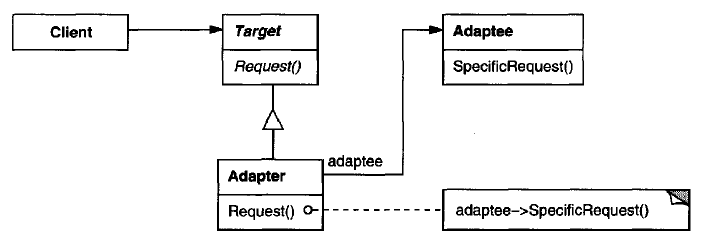 Client
Target
Request()
Adaptee
SpecificRequest()
adaptee
Adapter
Request()
adaptee->SpecificRequest()